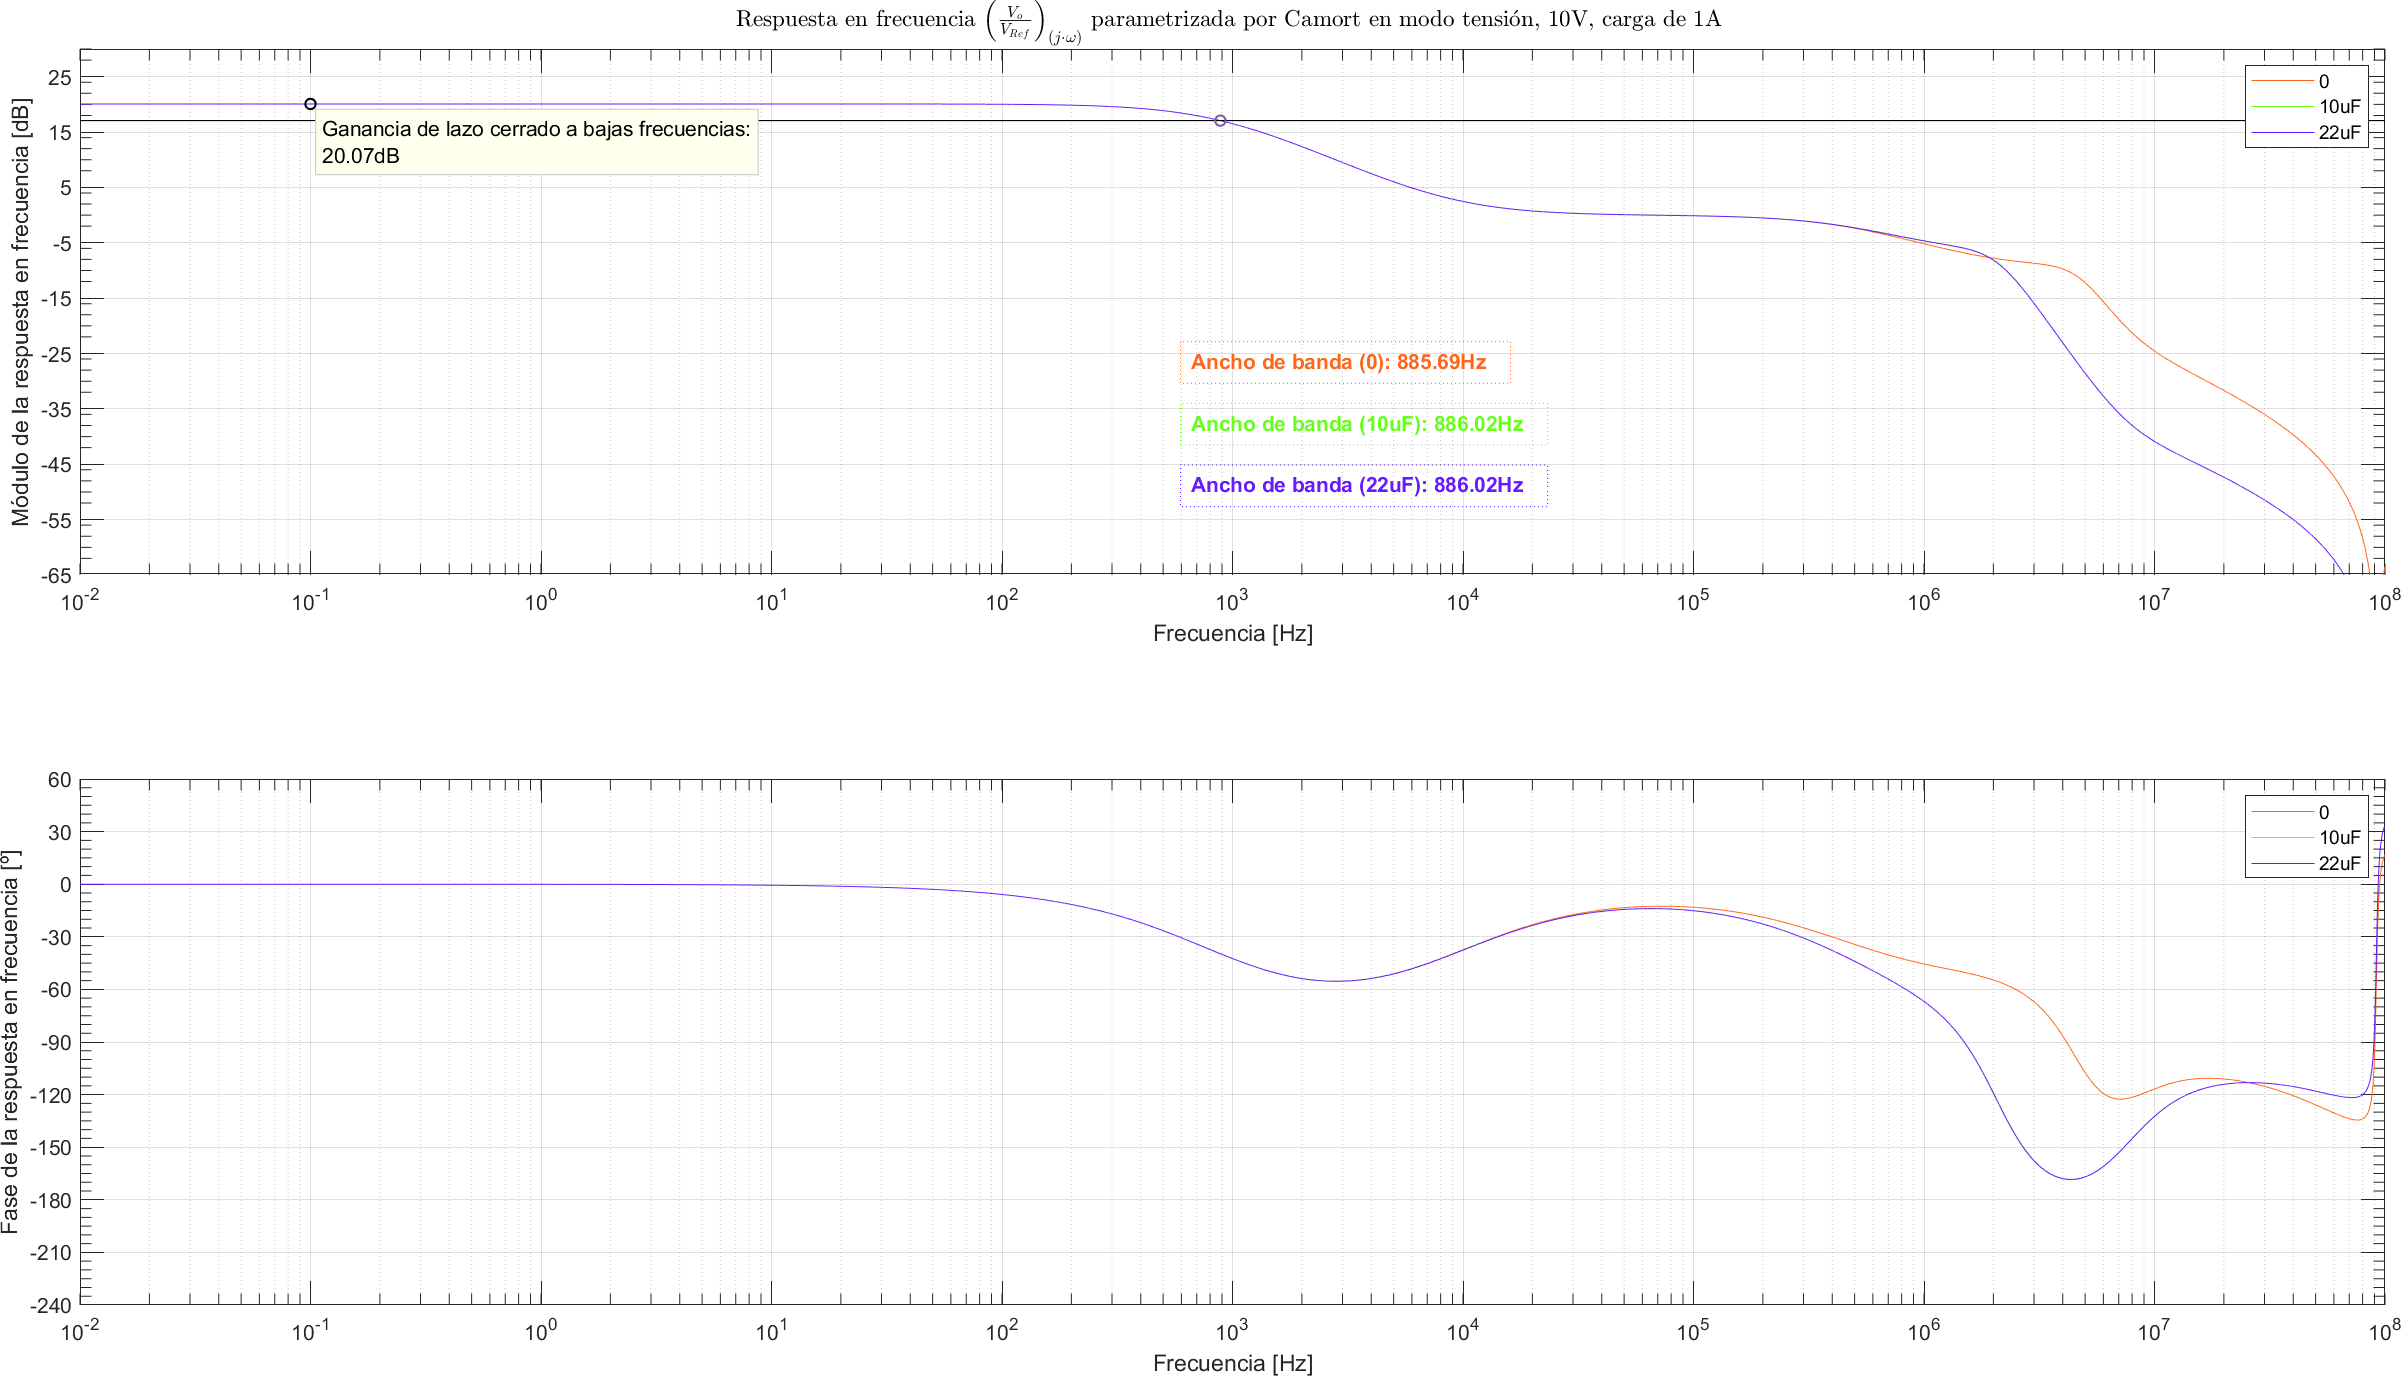 Respuesta en frecuencia (V_o/V_Ref)_(j·ω) parametrizada por Camort en modo tensión, 10V, carga de 1A
Módulo de la respuesta en frecuencia [dB]
25
15
5
-5
-15
-25
-35
-45
-55
-65
Ganancia de lazo cerrado a bajas frecuencias:
20.07dB
0
10uF
22uF
Ancho de banda (0): 885.69Hz
Ancho de banda (10uF): 886.02Hz
Ancho de banda (22uF): 886.02Hz
10^-2 10^-1 10^0 10^1 10^2 10^3 10^4 10^5 10^6 10^7 10^8
Frecuencia [Hz]
Fase de la respuesta en frecuencia [º]
60
30
0
-30
-60
-90
-120
-150
-180
-210
-240
0
10uF
22uF
10^-2 10^-1 10^0 10^1 10^2 10^3 10^4 10^5 10^6 10^7 10^8
Frecuencia [Hz]